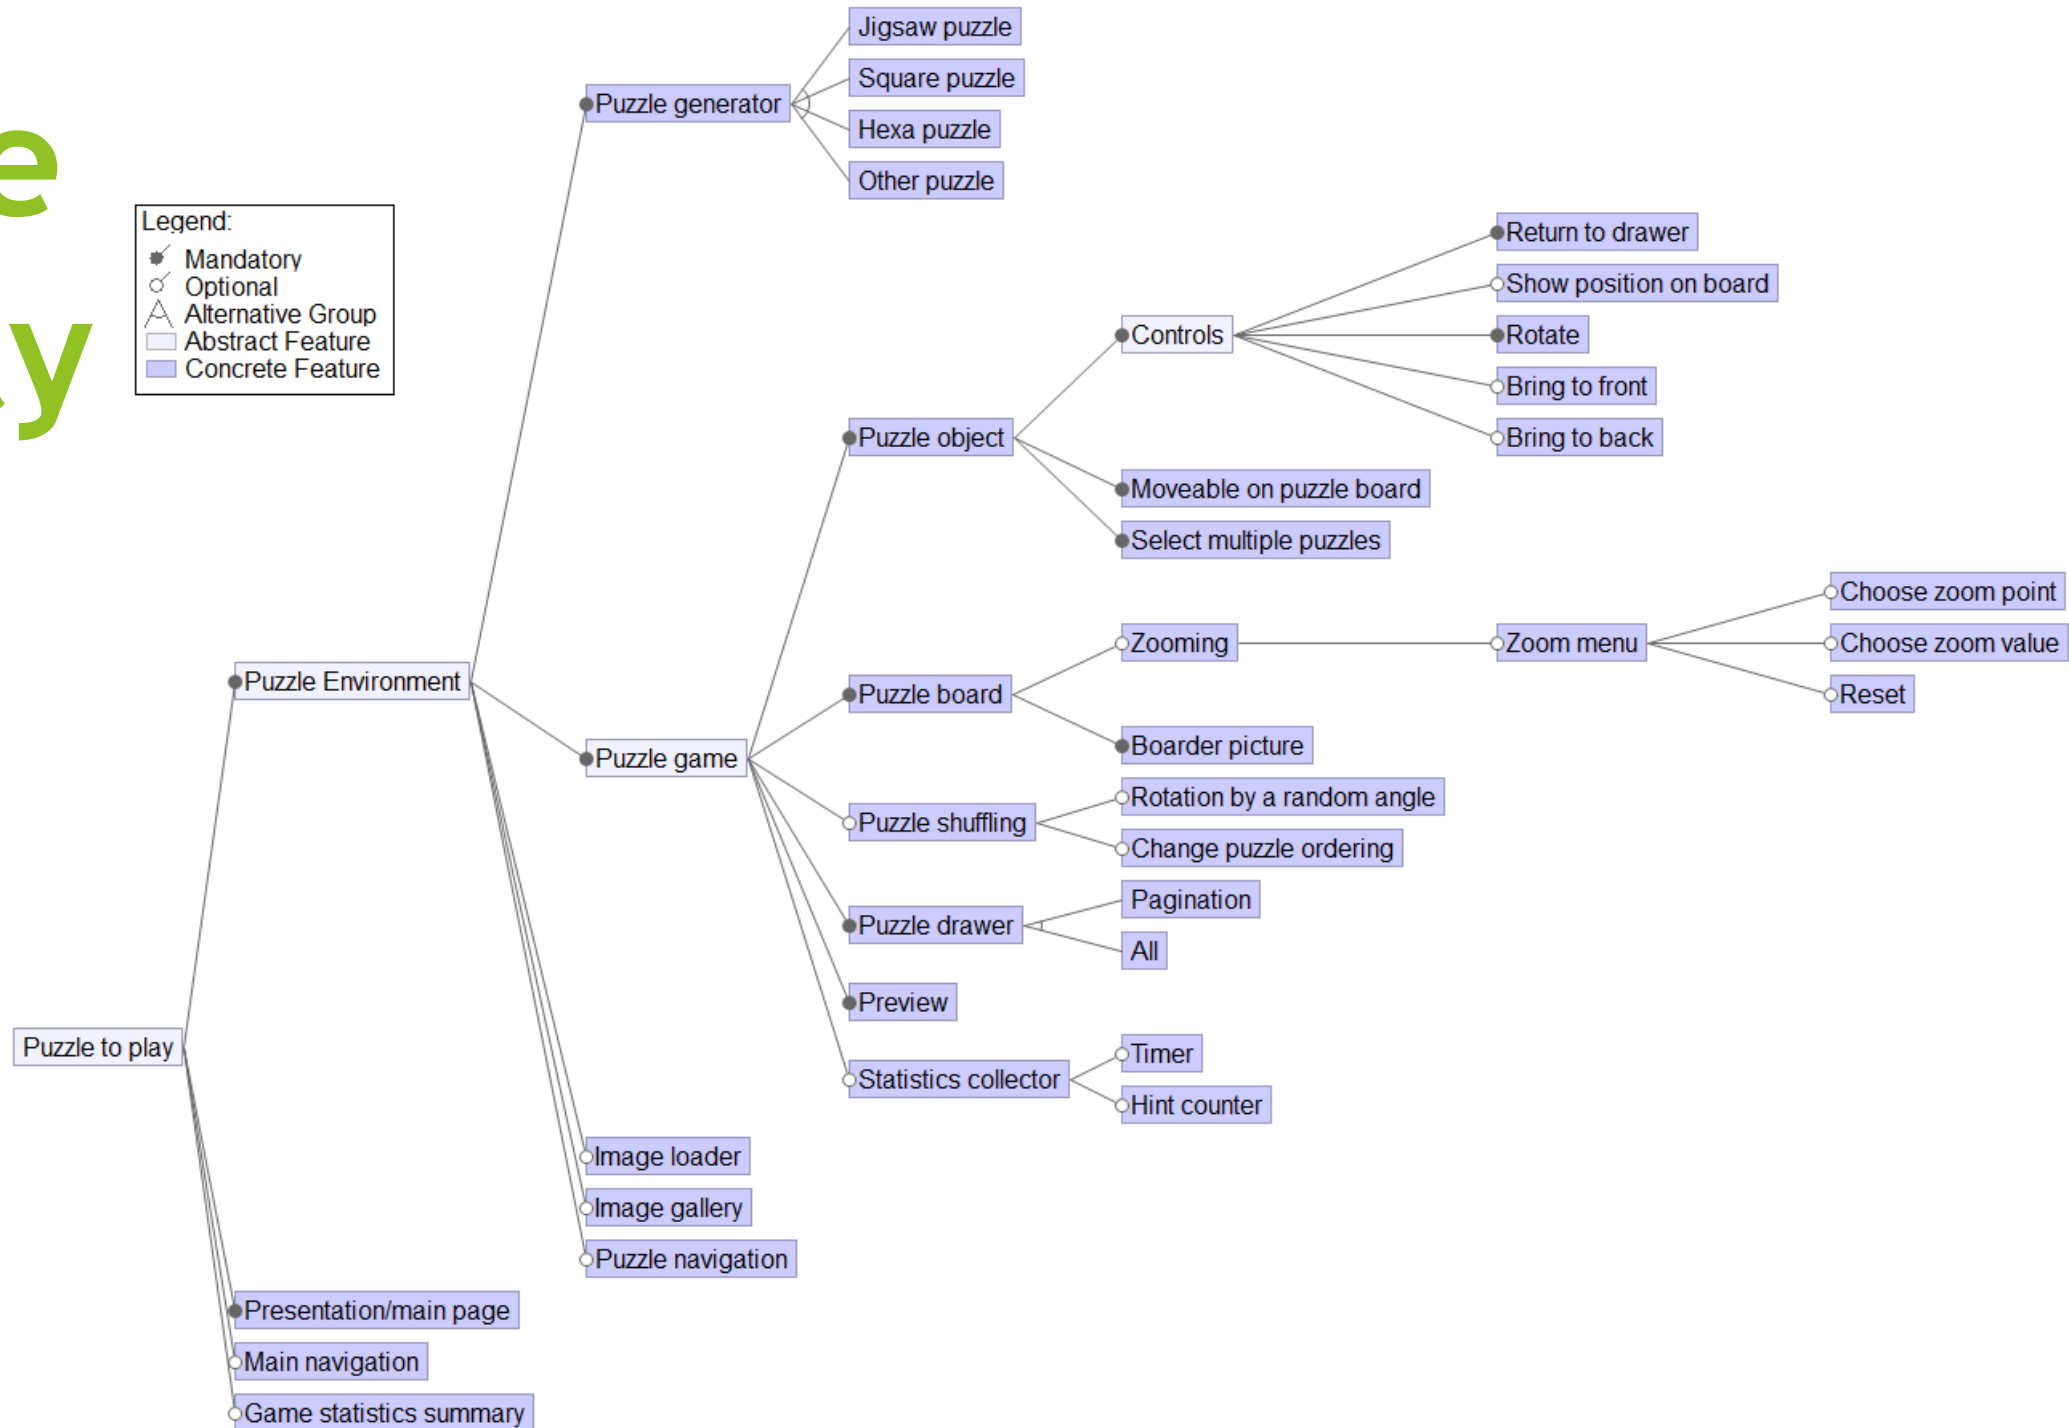 e
y
Legend:
Mandatory
Optional
Alternative Group
Abstract Feature
Concrete Feature
Jigsaw puzzle
Square puzzle
Puzzle generator
Hexa puzzle
Other puzzle
Return to drawer
Show position on board
Controls
Rotate
Bring to front
Bring to back
Puzzle object
Moveable on puzzle board
Select multiple puzzles
Choose zoom point
Zooming
Zoom menu
Choose zoom value
Reset
Puzzle Environment
Puzzle board
Boarder picture
Puzzle game
Rotation by a random angle
Puzzle shuffling
Change puzzle ordering
Pagination
Puzzle drawer
All
Preview
Puzzle to play
Timer
Statistics collector
Hint counter
Image loader
Image gallery
Puzzle navigation
Presentation/main page
Main navigation
Game statistics summary